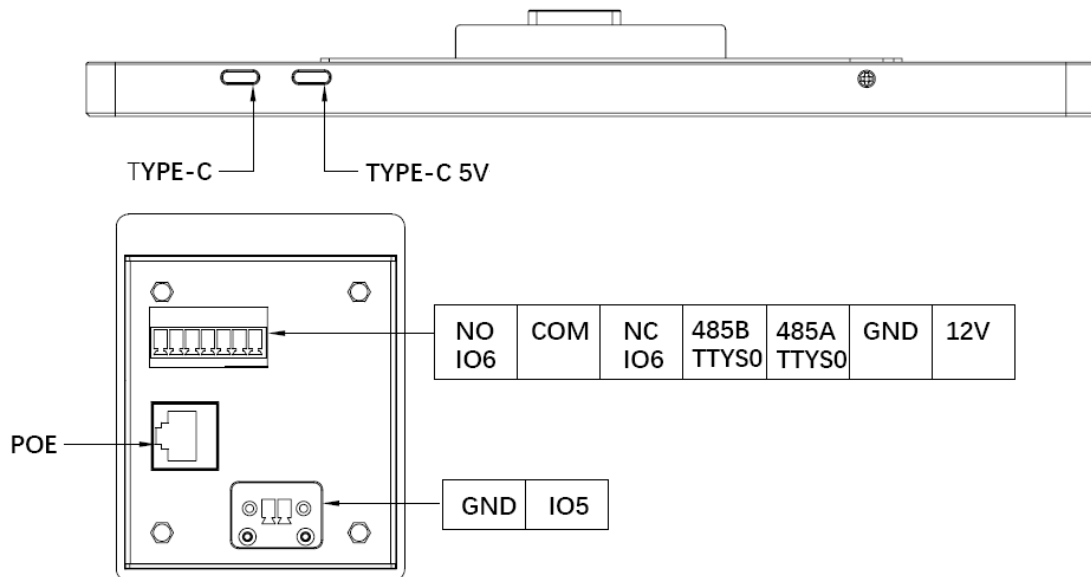 TYPE-C
TYPE-C 5V
NO COM NC 485B 485A GND 12V
IO6 IO6 TTYS0 TTYS0
POE
GND IO5